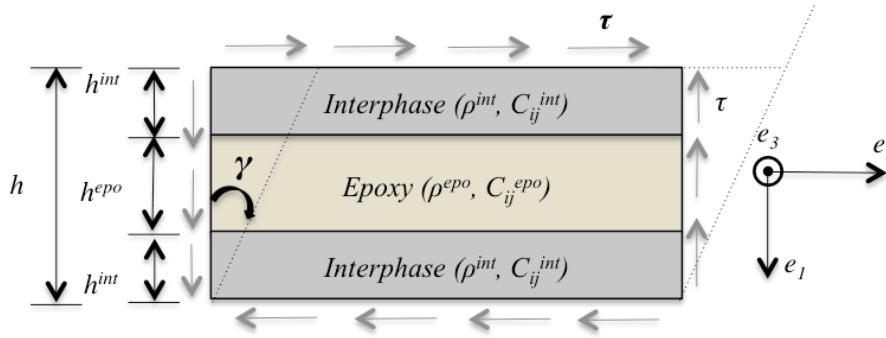 τ
h^int
Interphase (ρ^int, C_ij^int)
τ
e_3
e
γ
h
h^epo
Epoxy (ρ^epo, C_ij^epo)
h^int
Interphase (ρ^int, C_ij^int)
e_1